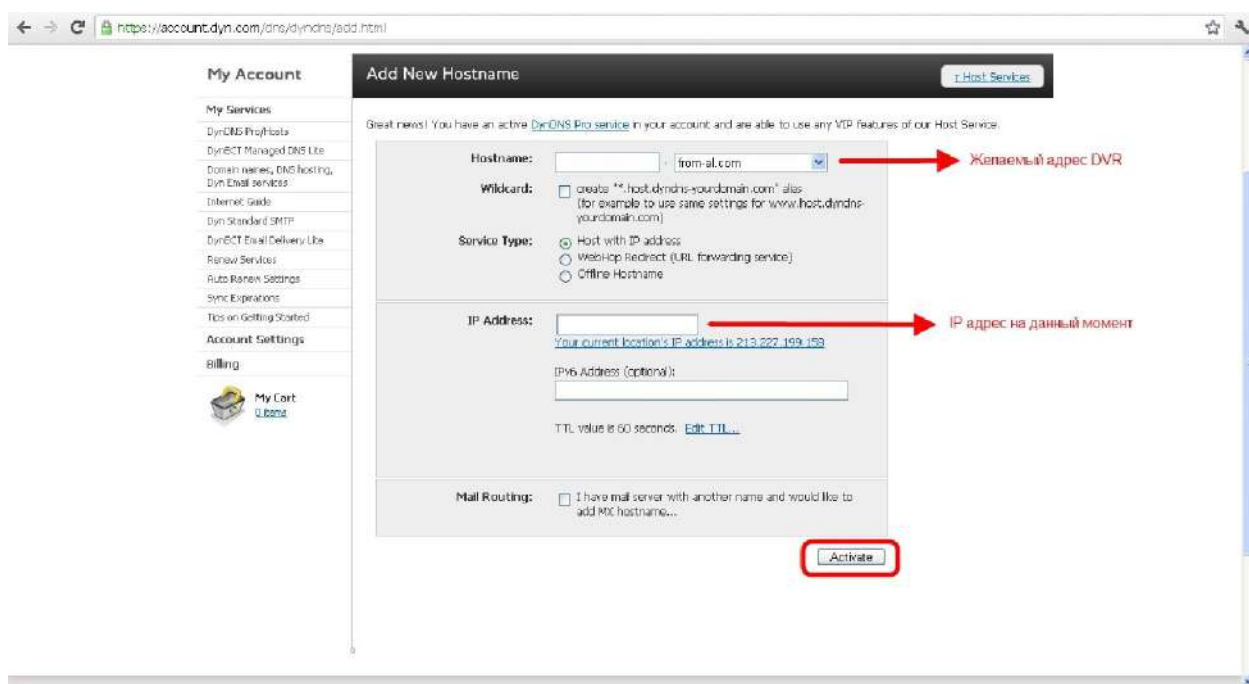 https://account.dyn.com/dns/dyndns/add.html
My Account
My Services
DynDNS Pro/Hosts
DynECT Managed DNS Lite
Domain names, DNS hosting,
Dyn Email services
Internet Guide
Dyn Standard SMTP
DynECT Email Delivery Lite
Renew Services
Auto Renew Settings
Sync Expirations
Tips on Getting Started
Account Settings
Billing
My Cart
0 items
Add New Hostname
Host Services
Great news! You have an active DynDNS Pro service in your account and are able to use any VIP features of our Host Service.
Hostname:
from-al.com
Желаемый адрес DVR
Wildcard:
create "*.host.dyndns-yourdomain.com" alias
(for example to use same settings for www.host.dyndns-
yourdomain.com)
Service Type:
Host with IP address
WebHop Redirect (URL forwarding service)
Offline Hostname
IP Address:
IP адрес на данный момент
Your current location's IP address is 213.227.199.158
IPv6 Address (optional):
TTL value is 60 seconds. Edit TTL...
Mail Routing:
I have mail server with another name and would like to
add MX hostname...
Activate